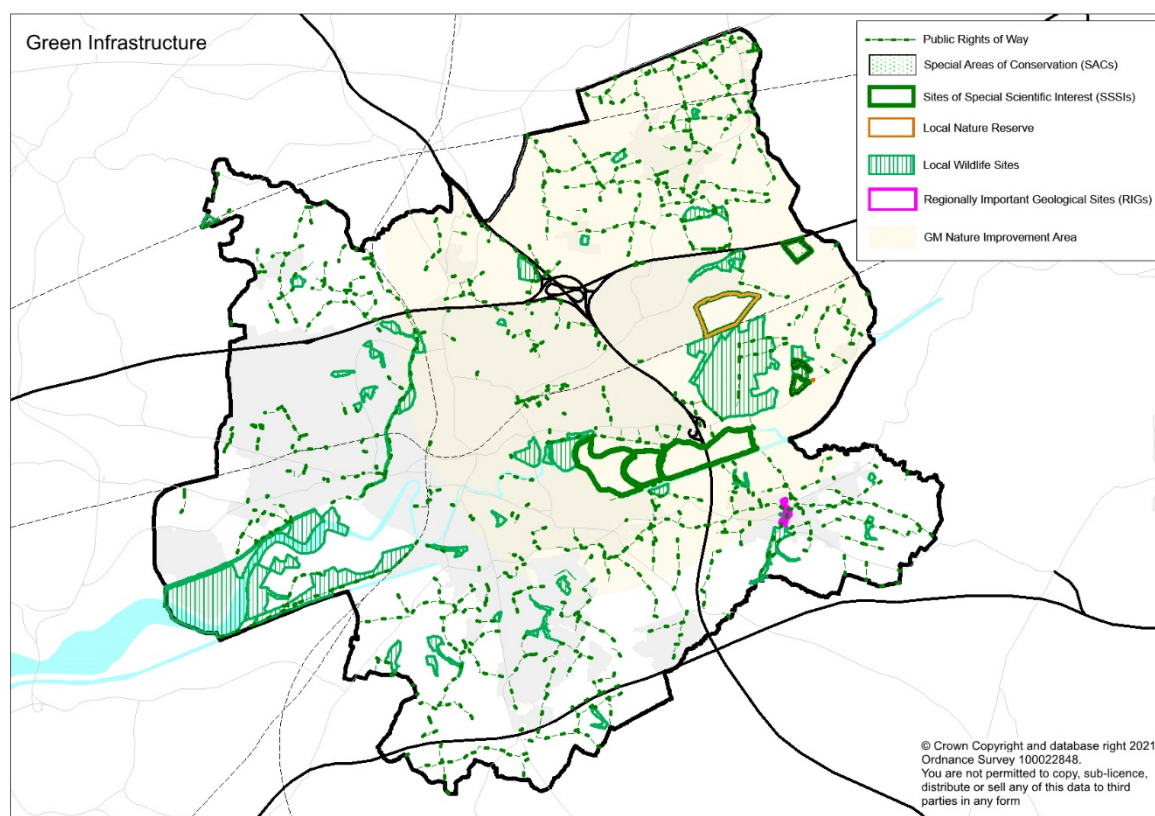 Green Infrastructure
Public Rights of Way
Special Areas of Conservation (SACs)
Sites of Special Scientific Interest (SSSIs)
Local Nature Reserve
Local Wildlife Sites
Regionally Important Geological Sites (RIGs)
GM Nature Improvement Area
© Crown Copyright and database right 2021
Ordnance Survey 100022848.
You are not permitted to copy, sub-licence,
distribute or sell any of this data to third
parties in any form